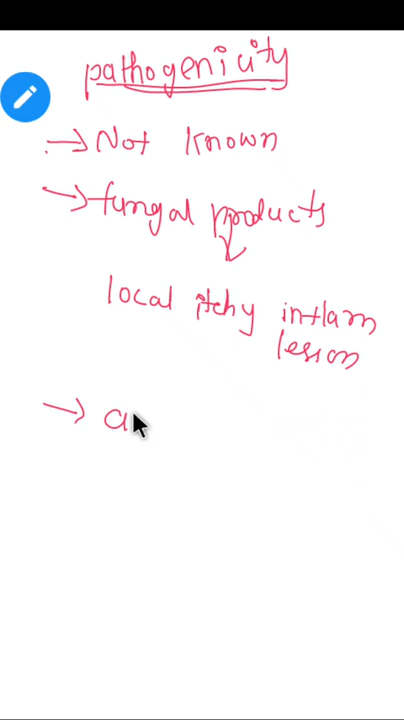 pathogenicity
→ Not known
→ fungal products
↓
local itchy inflam
lesion
→ a